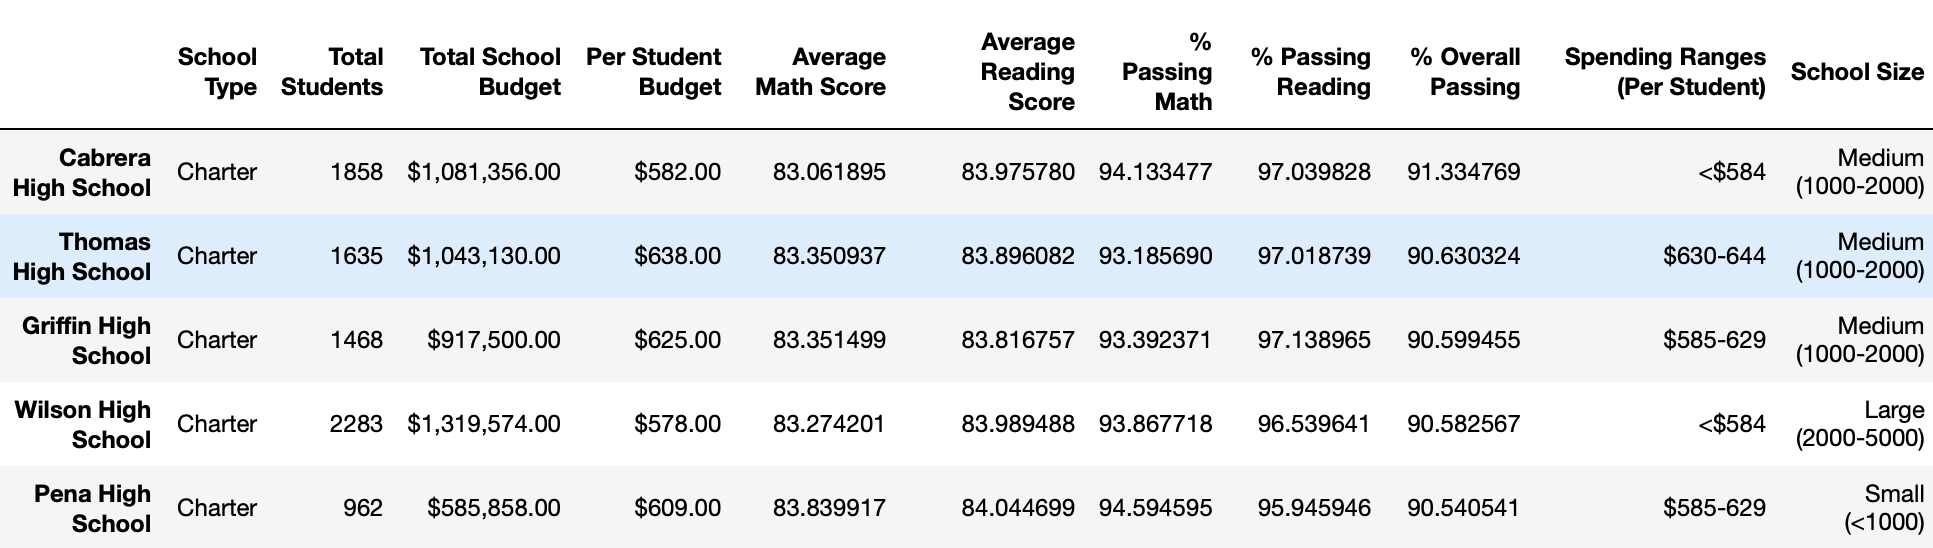 School Type Total Students Total School Budget Per Student Budget Average Math Score Average Reading Score % Passing Math % Passing Reading % Overall Passing Spending Ranges (Per Student) School Size
Cabrera High School Charter 1858 $1,081,356.00 $582.00 83.061895 83.975780 94.133477 97.039828 91.334769 <$584 Medium (1000-2000)
Thomas High School Charter 1635 $1,043,130.00 $638.00 83.350937 83.896082 93.185690 97.018739 90.630324 $630-644 Medium (1000-2000)
Griffin High School Charter 1468 $917,500.00 $625.00 83.351499 83.816757 93.392371 97.138965 90.599455 $585-629 Medium (1000-2000)
Wilson High School Charter 2283 $1,319,574.00 $578.00 83.274201 83.989488 93.867718 96.539641 90.582567 <$584 Large (2000-5000)
Pena High School Charter 962 $585,858.00 $609.00 83.839917 84.044699 94.594595 95.945946 90.540541 $585-629 Small (<1000)